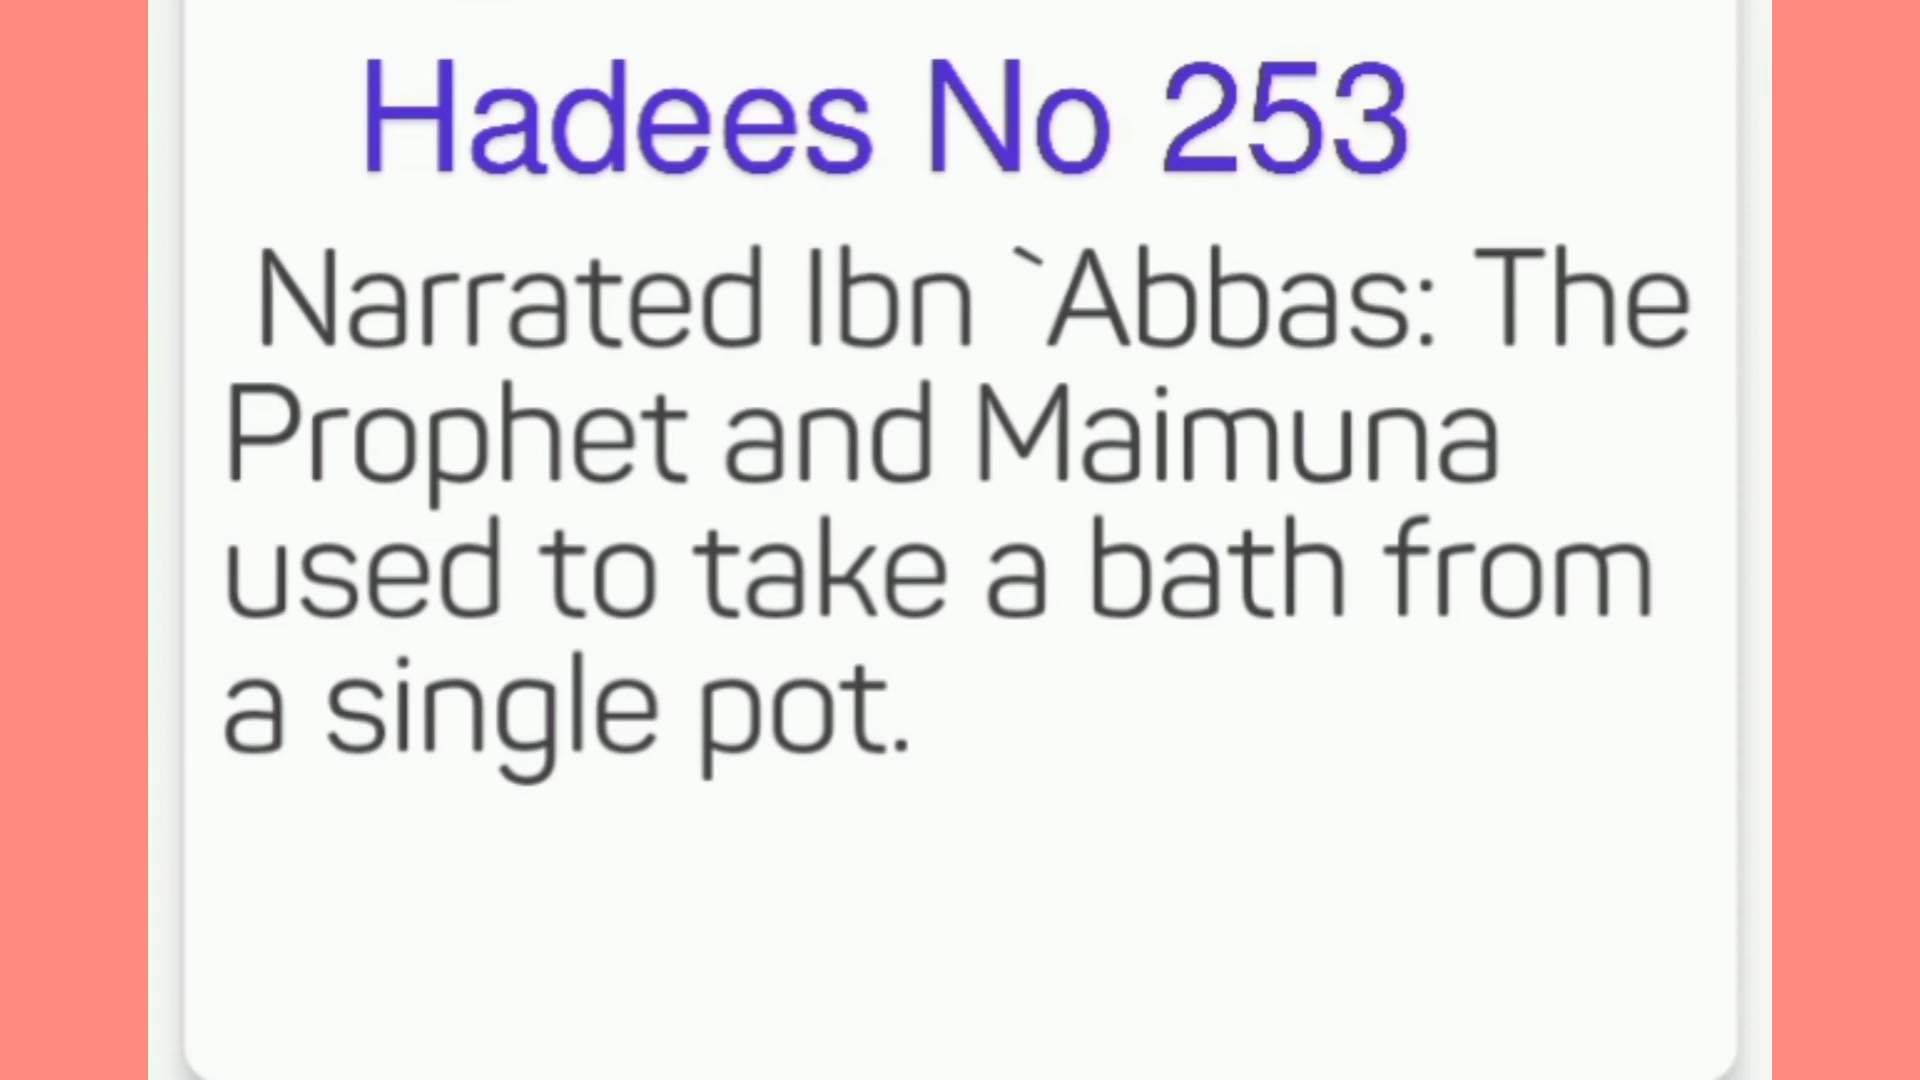 Hadees No 253
Narrated Ibn `Abbas: The
Prophet and Maimuna
used to take a bath from
a single pot.